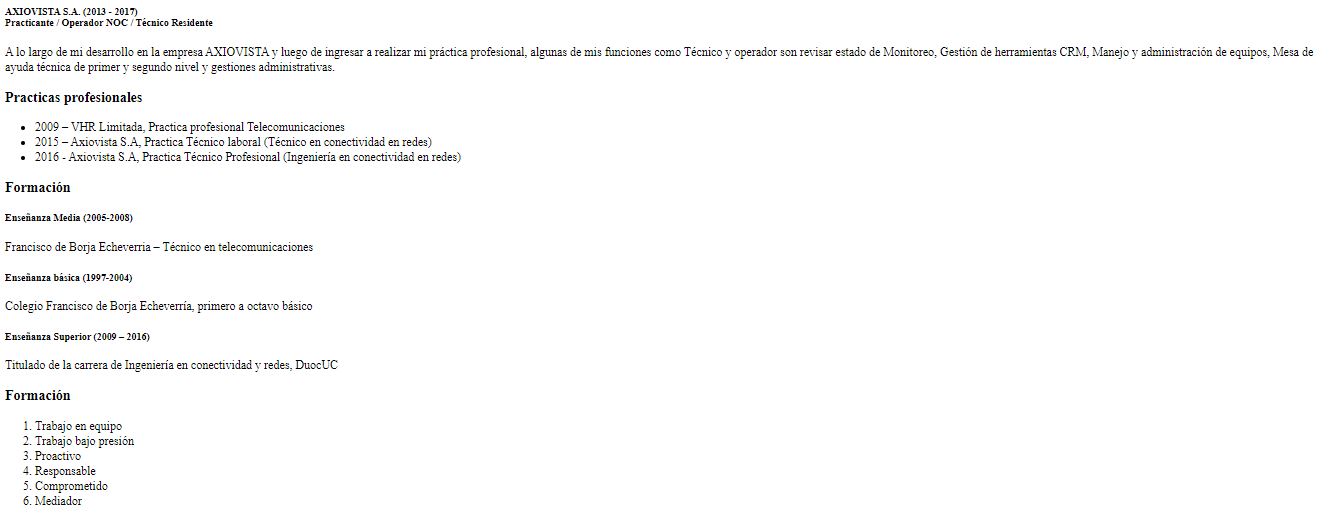 AXIOVISTA S.A. (2013 - 2017)
Practicante / Operador NOC / Técnico Residente
A lo largo de mi desarrollo en la empresa AXIOVISTA y luego de ingresar a realizar mi práctica profesional, algunas de mis funciones como Técnico y operador son revisar estado de Monitoreo, Gestión de herramientas CRM, Manejo y administración de equipos, Mesa de
ayuda técnica de primer y segundo nivel y gestiones administrativas.
Practicas profesionales
• 2009 – VHR Limitada, Practica profesional Telecomunicaciones
• 2015 – Axiovista S.A, Practica Técnico laboral (Técnico en conectividad en redes)
• 2016 - Axiovista S.A, Practica Técnico Profesional (Ingeniería en conectividad en redes)
Formación
Enseñanza Media (2005-2008)
Francisco de Borja Echeverria – Técnico en telecomunicaciones
Enseñanza básica (1997-2004)
Colegio Francisco de Borja Echeverría, primero a octavo básico
Enseñanza Superior (2009 – 2016)
Titulado de la carrera de Ingeniería en conectividad y redes, DuocUC
Formación
1. Trabajo en equipo
2. Trabajo bajo presión
3. Proactivo
4. Responsable
5. Comprometido
6. Mediador